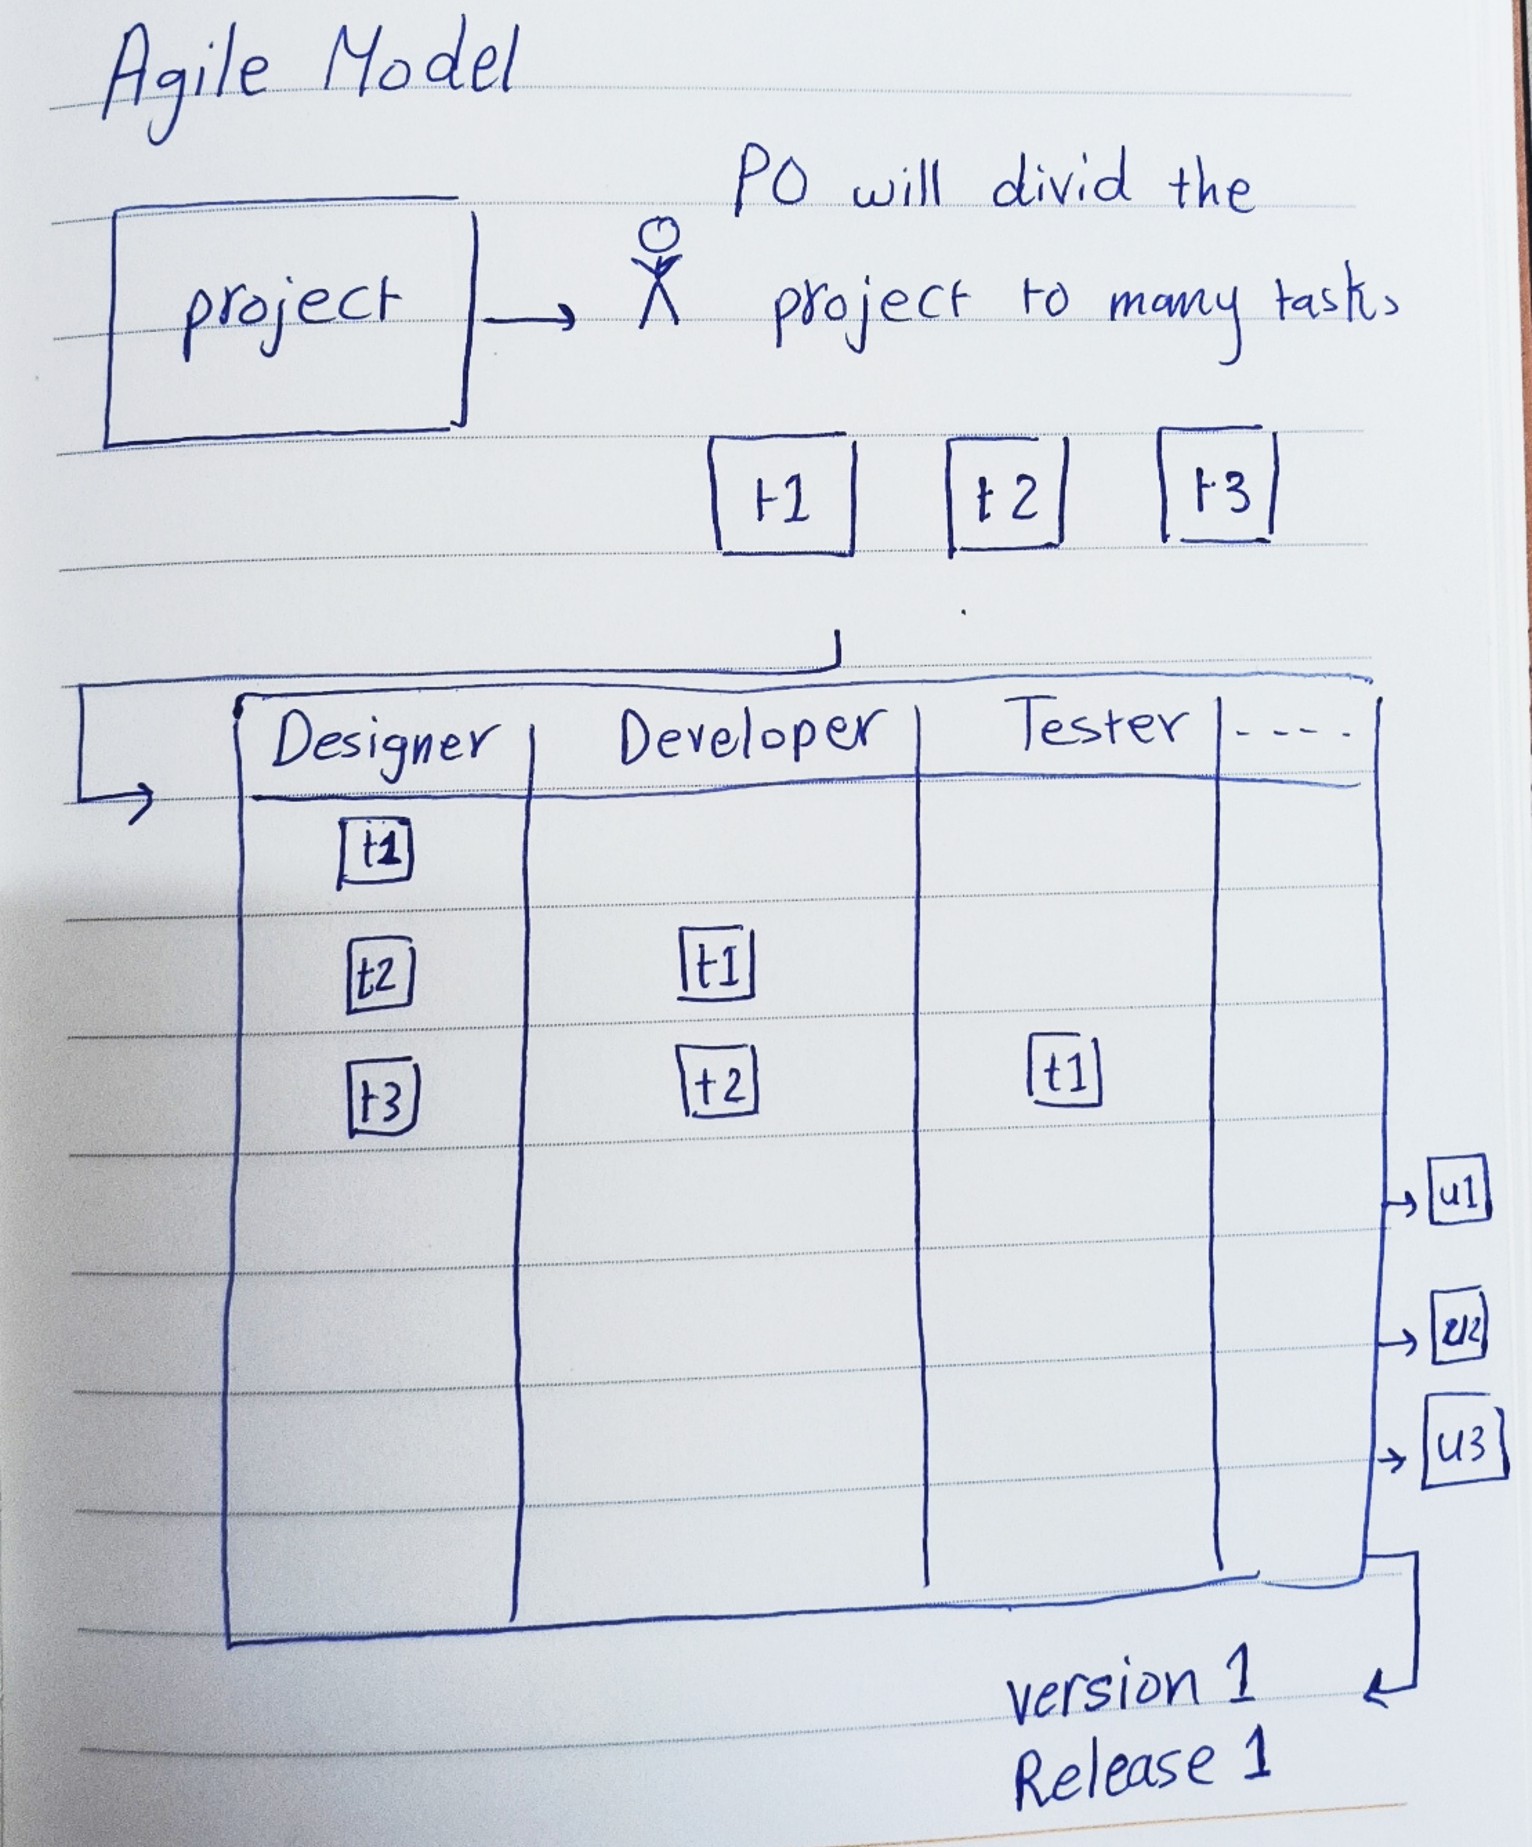 Agile Model
PO will divid the
project
project to many tasks
t1 t2 t3
Designer Developer Tester ----
t1
t2 t1
t3 t2 t1
u1
u2
u3
version 1
Release 1